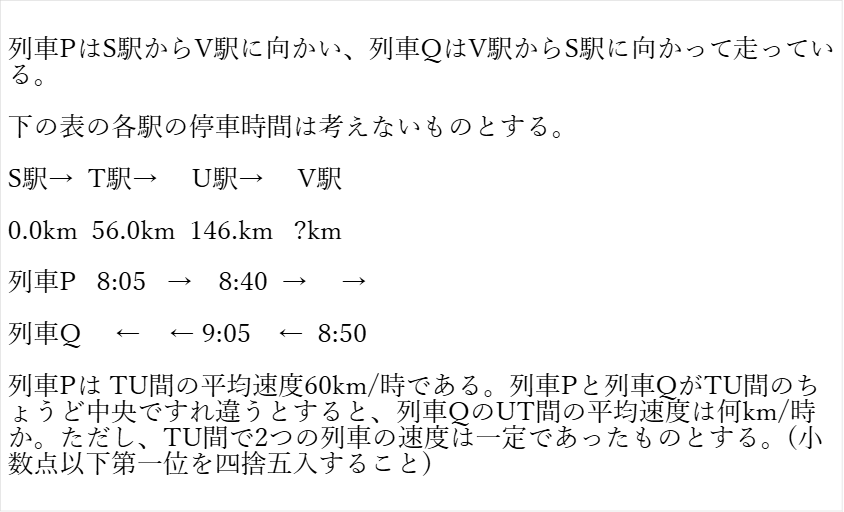 列車PはS駅からV駅に向かい、列車QはV駅からS駅に向かって走ってい
る。
下の表の各駅の停車時間は考えないものとする。
S駅→ T駅→ U駅→ V駅
0.0km 56.0km 146.km ?km
列車P 8:05 → 8:40 → →
列車Q ← ← 9:05 ← 8:50
列車Pは TU間の平均速度60km/時である。列車Pと列車QがTU間のち
ょうど中央ですれ違うとすると、列車QのUT間の平均速度は何km/時
か。ただし、TU間で2つの列車の速度は一定であったものとする。（小
数点以下第一位を四捨五入すること）